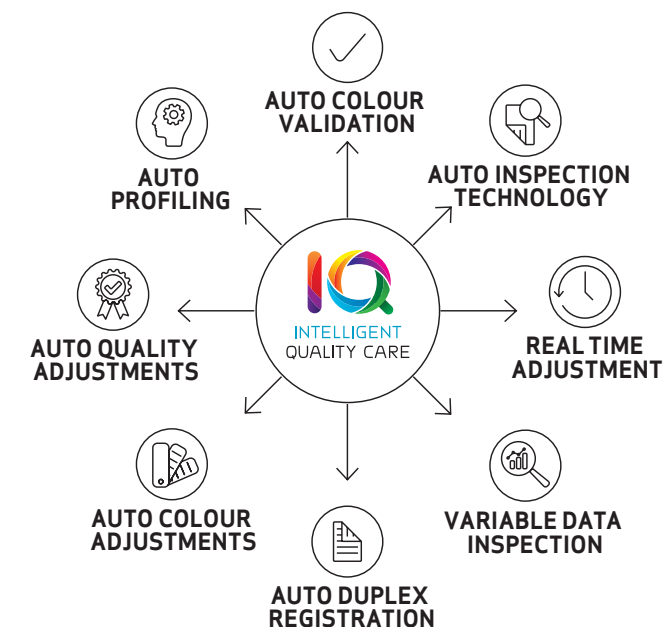 AUTO COLOUR
VALIDATION
AUTO INSPECTION
TECHNOLOGY
AUTO
PROFILING
IQ
INTELLIGENT
QUALITY CARE
AUTO QUALITY
ADJUSTMENTS
REAL TIME
ADJUSTMENT
AUTO COLOUR
ADJUSTMENTS
VARIABLE DATA
INSPECTION
AUTO DUPLEX
REGISTRATION